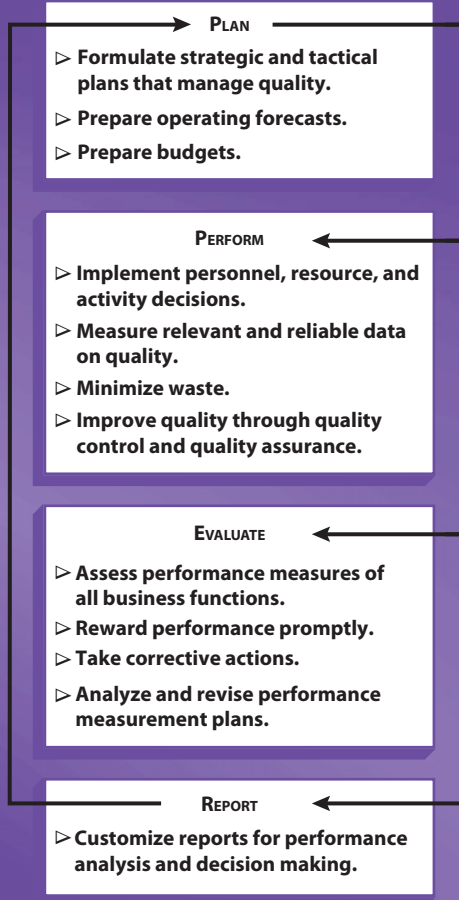 PLAN
▷ Formulate strategic and tactical
plans that manage quality.
▷ Prepare operating forecasts.
▷ Prepare budgets.
PERFORM
▷ Implement personnel, resource, and
activity decisions.
▷ Measure relevant and reliable data
on quality.
▷ Minimize waste.
▷ Improve quality through quality
control and quality assurance.
EVALUATE
▷ Assess performance measures of
all business functions.
▷ Reward performance promptly.
▷ Take corrective actions.
▷ Analyze and revise performance
measurement plans.
REPORT
▷ Customize reports for performance
analysis and decision making.